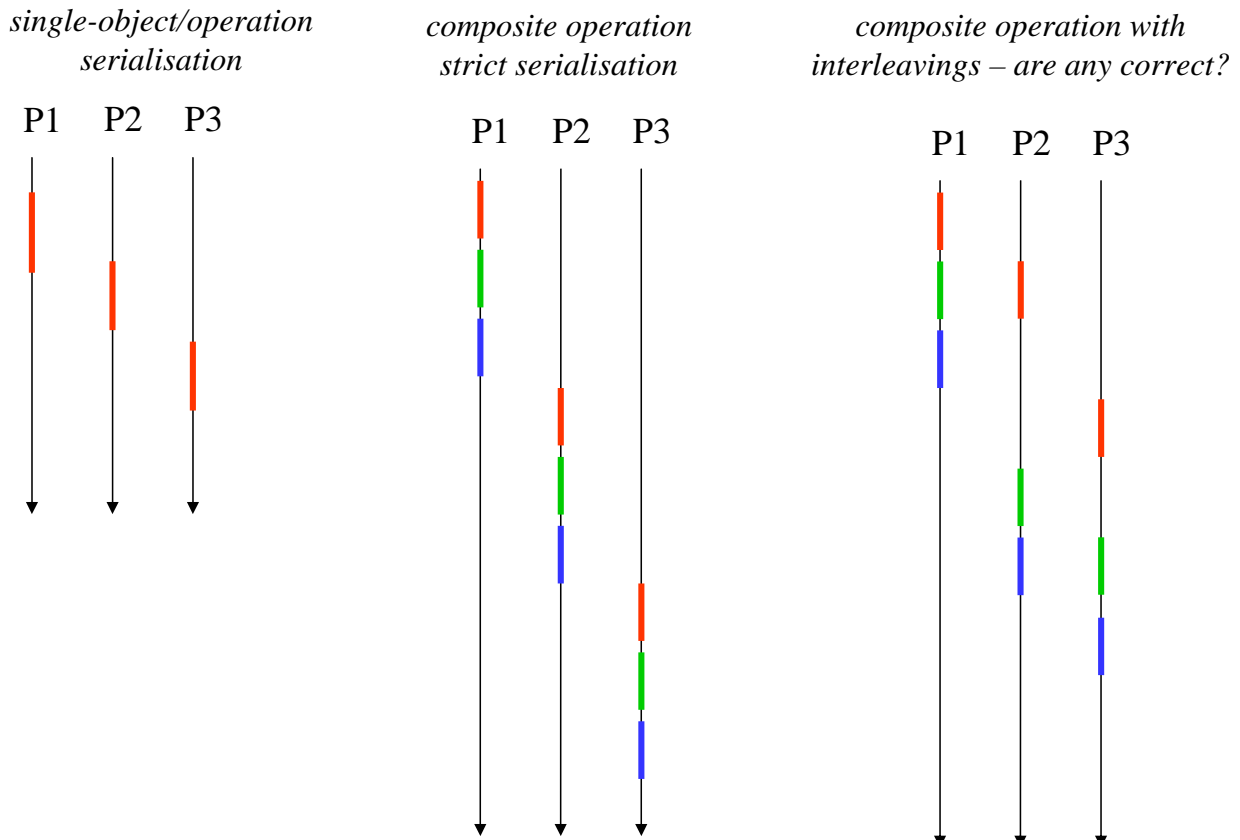 single-object/operation
serialisation
P1 P2 P3
composite operation
strict serialisation
P1 P2 P3
composite operation with
interleavings – are any correct?
P1 P2 P3